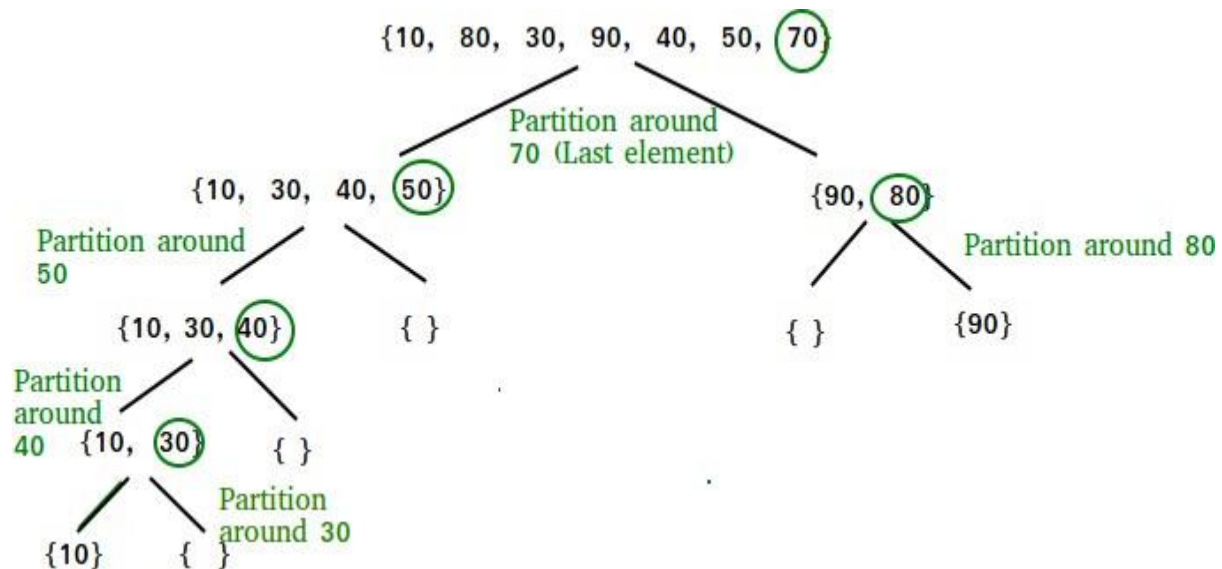 {10, 80, 30, 90, 40, 50, 70}
Partition around
70 (Last element)
{10, 30, 40, 50}
{90, 80}
Partition around
50
Partition around 80
{10, 30, 40}
{ }
{ }
{90}
Partition
around
40
{10, 30}
{ }
Partition
around 30
{10}
{ }